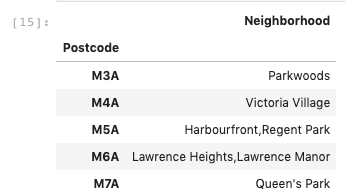 [15]:
Neighborhood
Postcode
M3A Parkwoods
M4A Victoria Village
M5A Harbourfront,Regent Park
M6A Lawrence Heights,Lawrence Manor
M7A Queen's Park